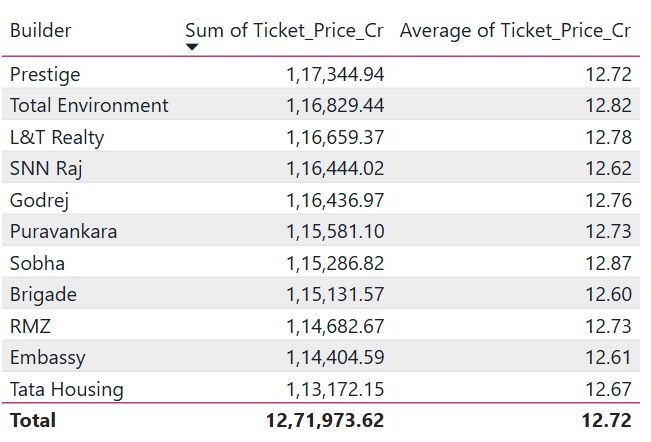 Builder Sum of Ticket_Price_Cr Average of Ticket_Price_Cr
Prestige 1,17,344.94 12.72
Total Environment 1,16,829.44 12.82
L&T Realty 1,16,659.37 12.78
SNN Raj 1,16,444.02 12.62
Godrej 1,16,436.97 12.76
Puravankara 1,15,581.10 12.73
Sobha 1,15,286.82 12.87
Brigade 1,15,131.57 12.60
RMZ 1,14,682.67 12.73
Embassy 1,14,404.59 12.61
Tata Housing 1,13,172.15 12.67
Total 12,71,973.62 12.72